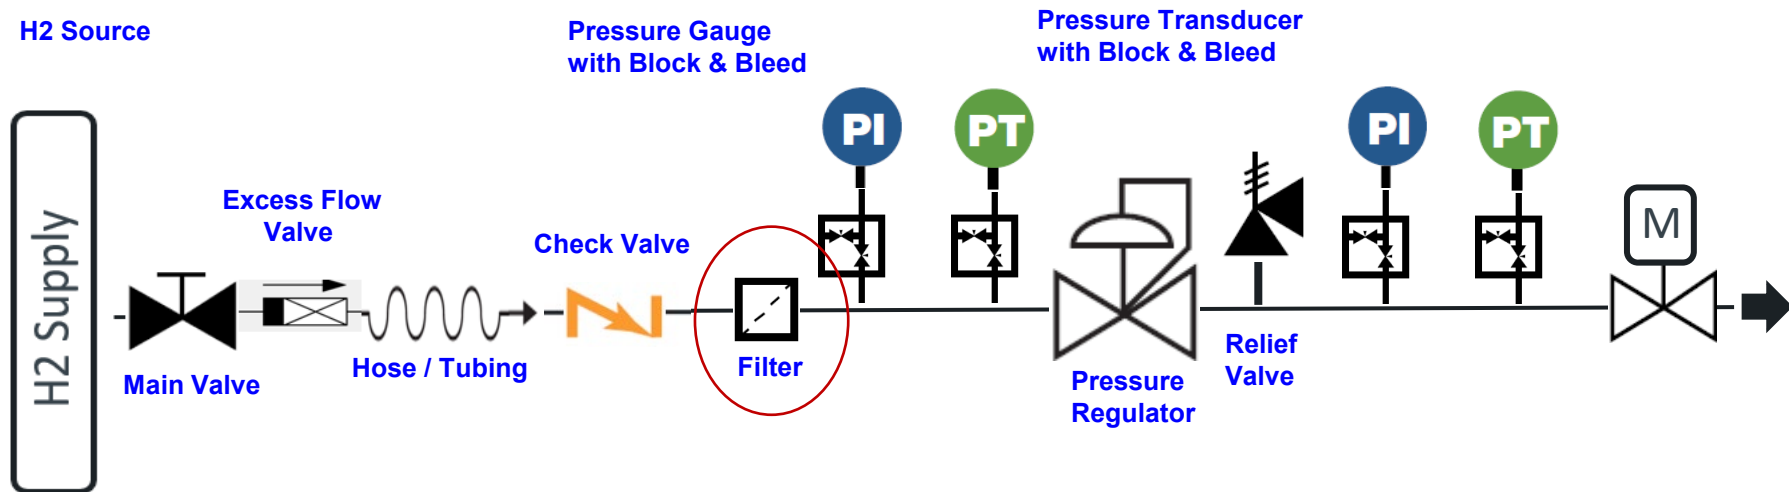 H2 Source
Pressure Gauge
with Block & Bleed
Pressure Transducer
with Block & Bleed
PI
PT
PI
PT
Excess Flow
Valve
Check Valve
M
H2 Supply
Main Valve
Hose / Tubing
Filter
Pressure
Regulator
Relief
Valve